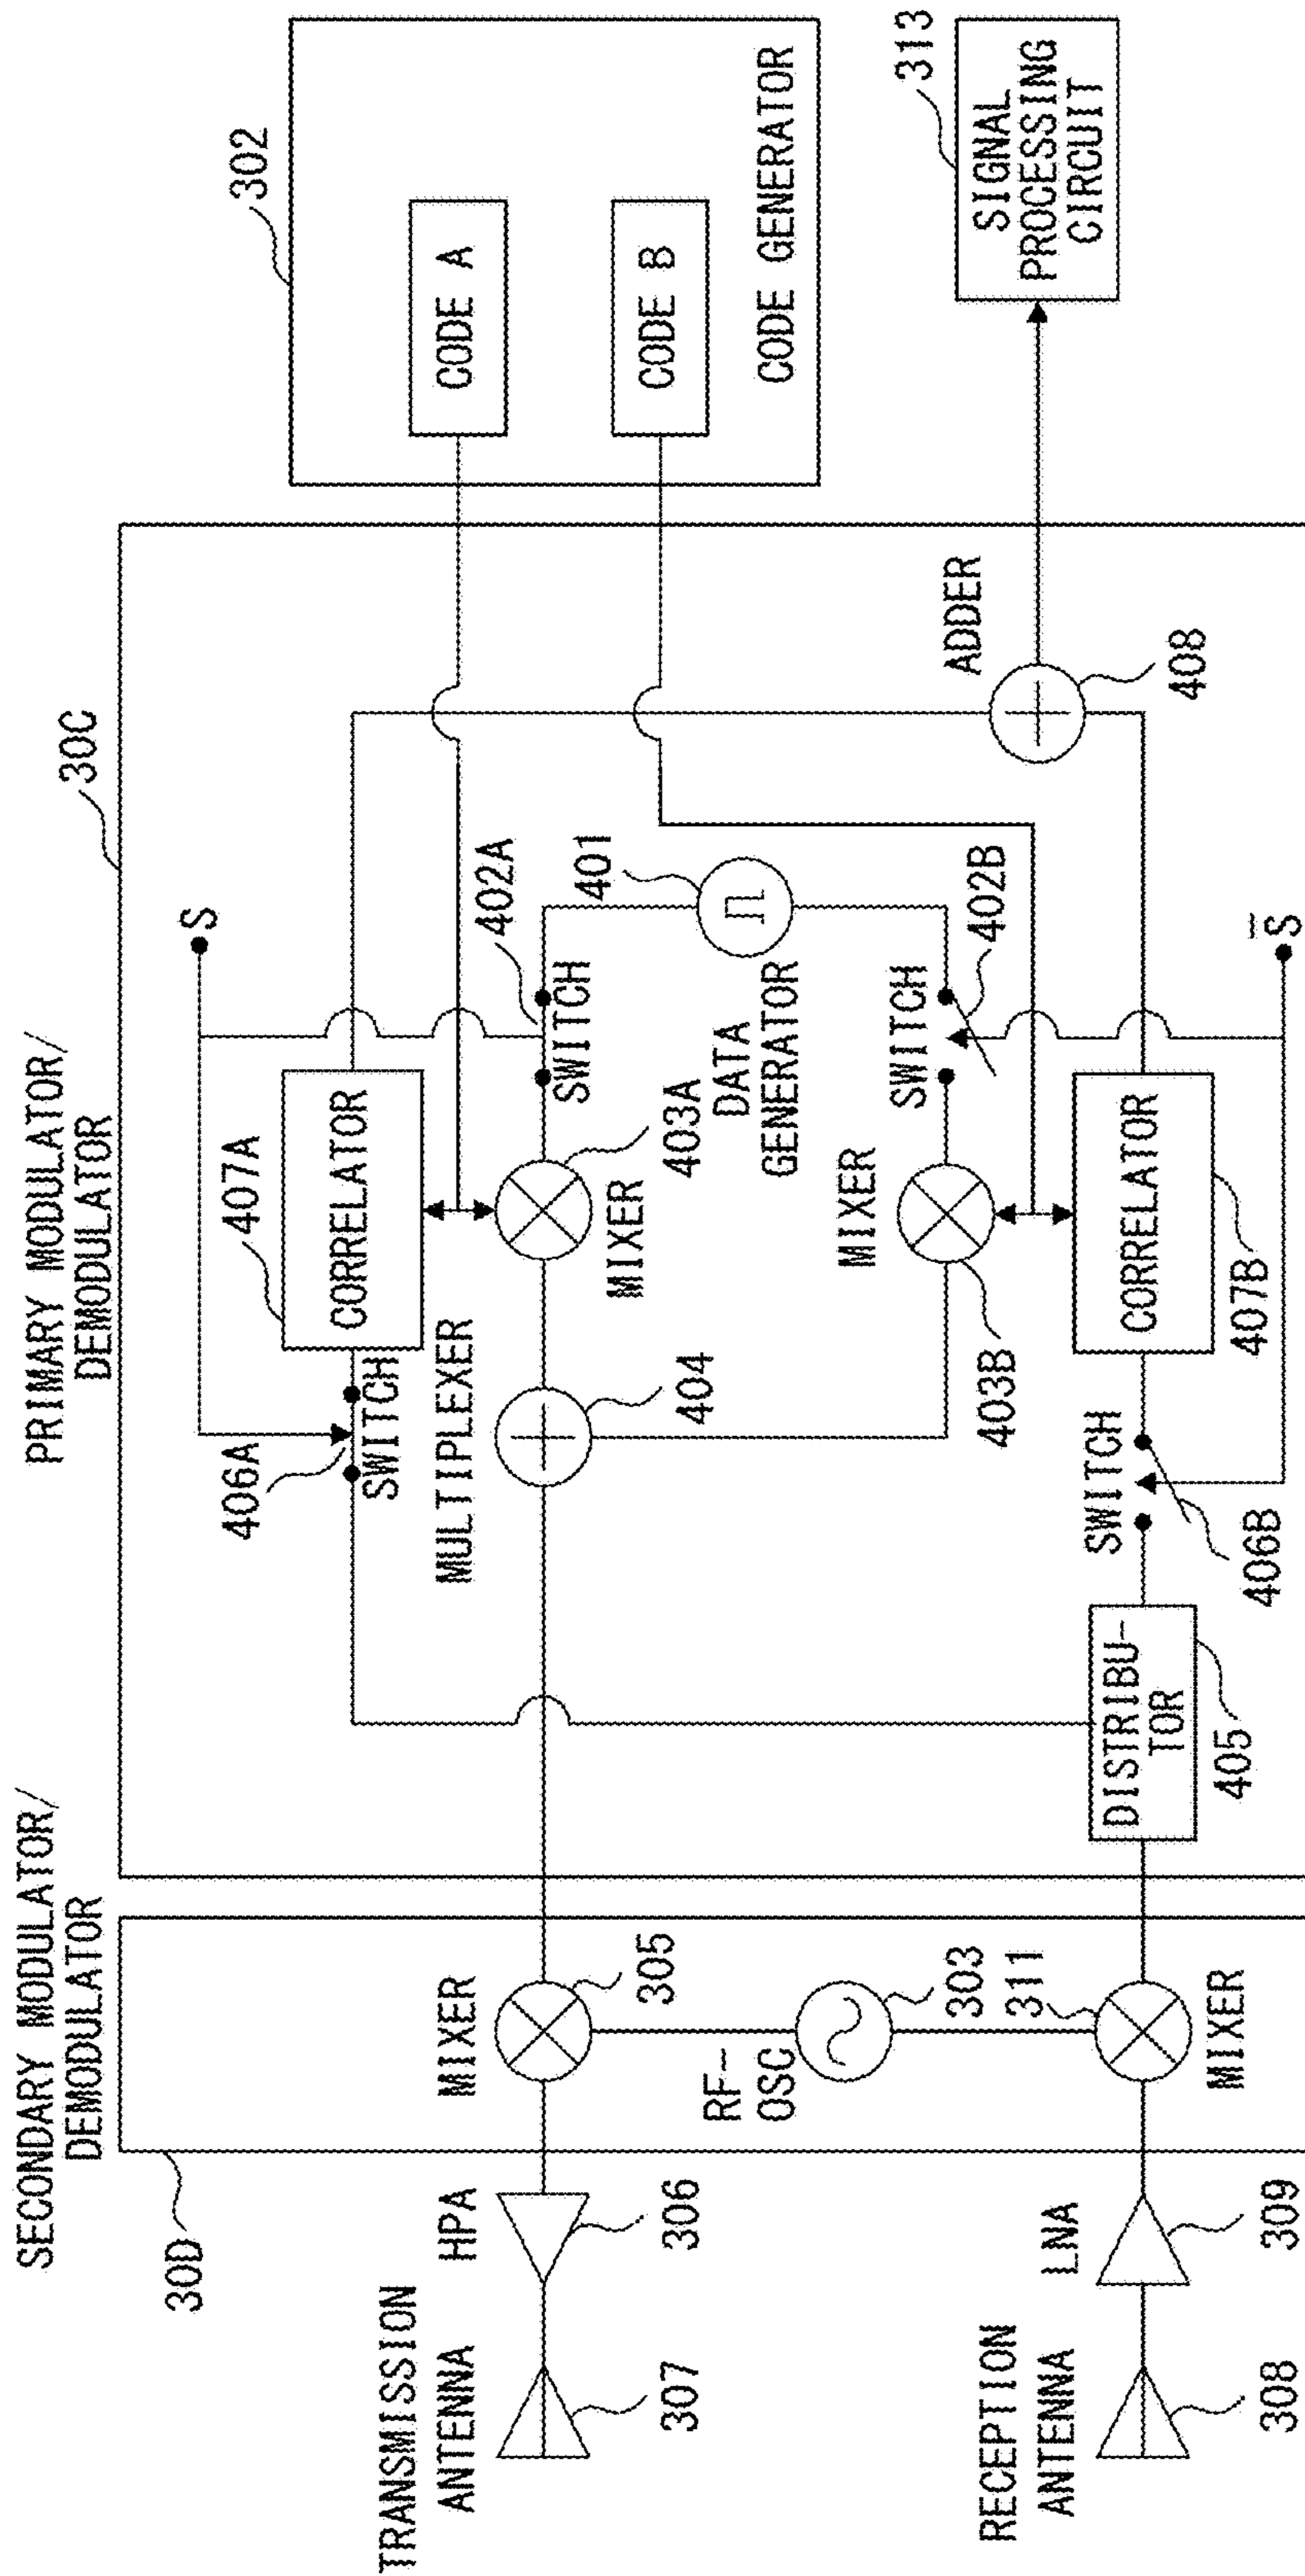 SECONDARY MODULATOR/
DEMODULATOR
PRIMARY MODULATOR/
DEMODULATOR
30D
30C
302
S
406A
SWITCH
407A
CORRELATOR
CODE A
TRANSMISSION
ANTENNA
307
HPA
306
MIXER
305
MULTIPLEXER
404
MIXER
403A
SWITCH
402A
401
DATA
GENERATOR
CODE B
CODE GENERATOR
RF-
OSC
303
MIXER
403B
SWITCH
402B
ADDER
408
313
SIGNAL
PROCESSING
CIRCUIT
RECEPTION
ANTENNA
308
LNA
309
311
MIXER
DISTRIBU-
TOR
405
SWITCH
406B
CORRELATOR
407B
S̅